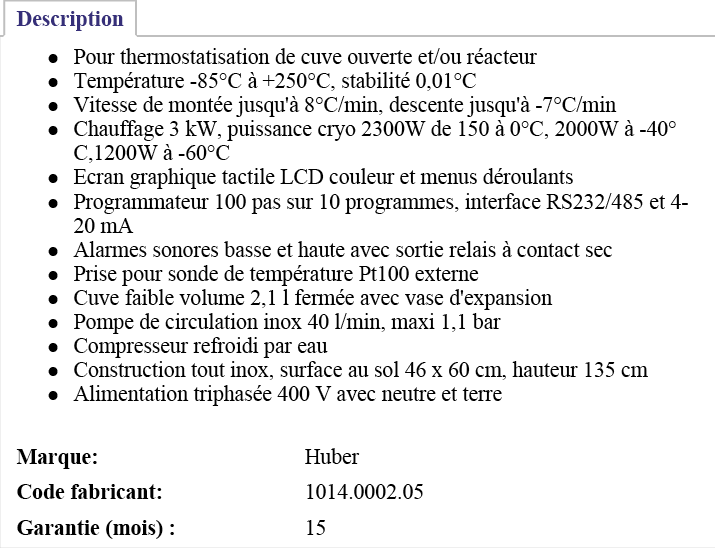 Description
● Pour thermostatisation de cuve ouverte et/ou réacteur
● Température -85°C à +250°C, stabilité 0,01°C
● Vitesse de montée jusqu'à 8°C/min, descente jusqu'à -7°C/min
● Chauffage 3 kW, puissance cryo 2300W de 150 à 0°C, 2000W à -40°
C,1200W à -60°C
● Ecran graphique tactile LCD couleur et menus déroulants
● Programmateur 100 pas sur 10 programmes, interface RS232/485 et 4-
20 mA
● Alarmes sonores basse et haute avec sortie relais à contact sec
● Prise pour sonde de température Pt100 externe
● Cuve faible volume 2,1 l fermée avec vase d'expansion
● Pompe de circulation inox 40 l/min, maxi 1,1 bar
● Compresseur refroidi par eau
● Construction tout inox, surface au sol 46 x 60 cm, hauteur 135 cm
● Alimentation triphasée 400 V avec neutre et terre
Marque: Huber
Code fabricant: 1014.0002.05
Garantie (mois) : 15